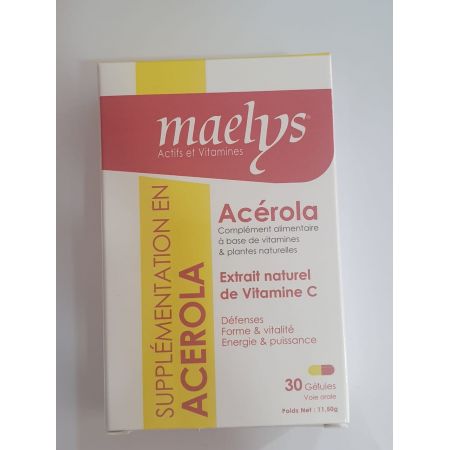 maelys®
Actifs et Vitamines
SUPPLÉMENTATION EN
ACEROLA
Acérola
Complément alimentaire
à base de vitamines
& plantes naturelles
Extrait naturel
de Vitamine C
Défenses
Forme & vitalité
Energie & puissance
30 Gélules
Voie orale
Poids Net : 11,50g